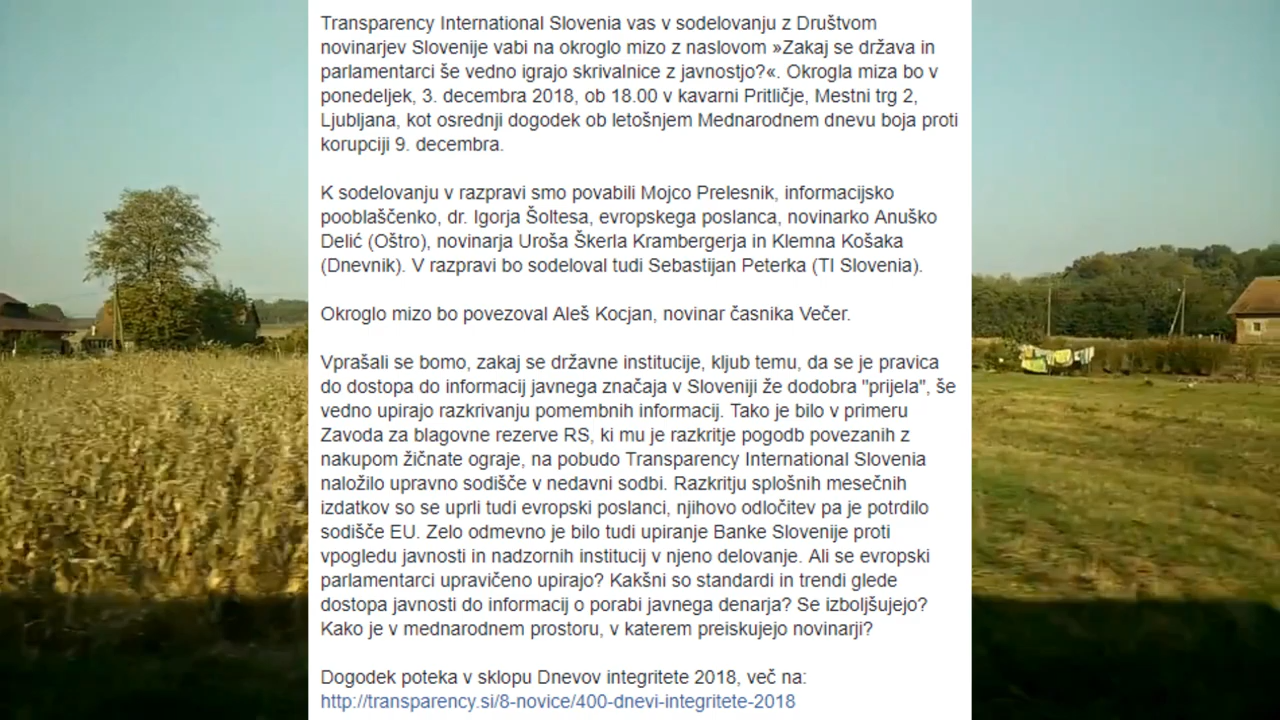 Transparency International Slovenia vas v sodelovanju z Društvom
novinarjev Slovenije vabi na okroglo mizo z naslovom »Zakaj se država in
parlamentarci še vedno igrajo skrivalnice z javnostjo?«. Okrogla miza bo v
ponedeljek, 3. decembra 2018, ob 18.00 v kavarni Pritličje, Mestni trg 2,
Ljubljana, kot osrednji dogodek ob letošnjem Mednarodnem dnevu boja proti
korupciji 9. decembra.
K sodelovanju v razpravi smo povabili Mojco Prelesnik, informacijsko
pooblaščenko, dr. Igorja Šoltesa, evropskega poslanca, novinarko Anuško
Delić (Oštro), novinarja Uroša Škerla Krambergerja in Klemna Košaka
(Dnevnik). V razpravi bo sodeloval tudi Sebastijan Peterka (TI Slovenia).
Okroglo mizo bo povezoval Aleš Kocjan, novinar časnika Večer.
Vprašali se bomo, zakaj se državne institucije, kljub temu, da se je pravica
do dostopa do informacij javnega značaja v Sloveniji že dodobra "prijela", še
vedno upirajo razkrivanju pomembnih informacij. Tako je bilo v primeru
Zavoda za blagovne rezerve RS, ki mu je razkritje pogodb povezanih z
nakupom žičnate ograje, na pobudo Transparency International Slovenia
naložilo upravno sodišče v nedavni sodbi. Razkritju splošnih mesečnih
izdatkov so se uprli tudi evropski poslanci, njihovo odločitev pa je potrdilo
sodišče EU. Zelo odmevno je bilo tudi upiranje Banke Slovenije proti
vpogledu javnosti in nadzornih institucij v njeno delovanje. Ali se evropski
parlamentarci upravičeno upirajo? Kakšni so standardi in trendi glede
dostopa javnosti do informacij o porabi javnega denarja? Se izboljšujejo?
Kako je v mednarodnem prostoru, v katerem preiskujejo novinarji?
Dogodek poteka v sklopu Dnevov integritete 2018, več na:
http://transparency.si/8-novice/400-dnevi-integritete-2018